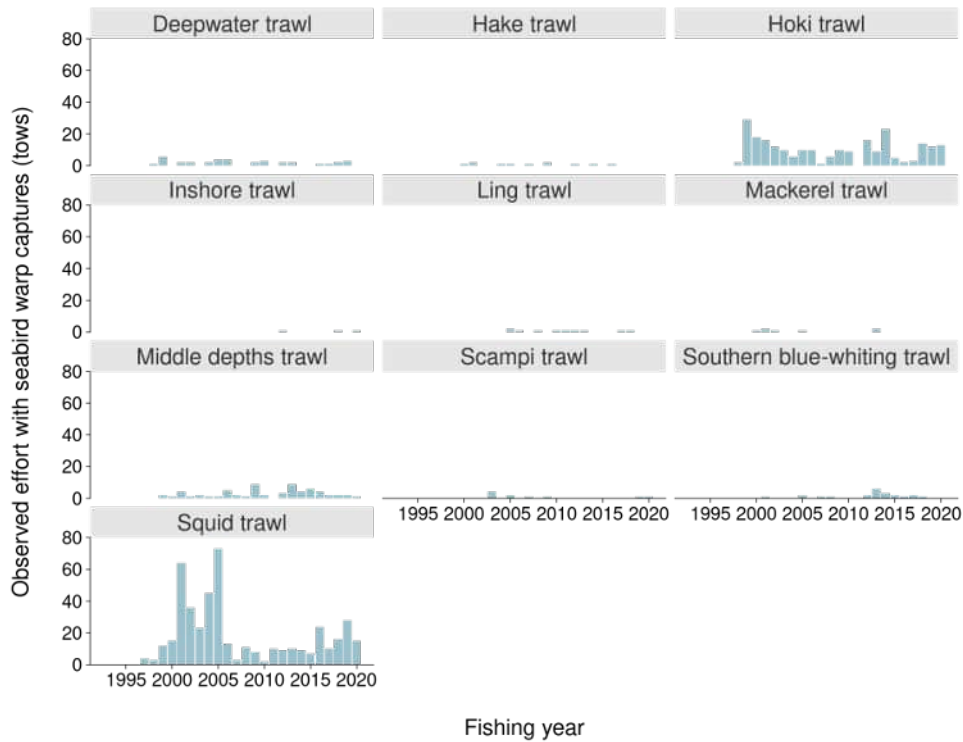 Observed effort with seabird warp captures (tows)
Deepwater trawl
Hake trawl
Hoki trawl
80
60
40
20
0
Inshore trawl
Ling trawl
Mackerel trawl
80
60
40
20
0
Middle depths trawl
Scampi trawl
Southern blue-whiting trawl
80
60
40
20
0
1995 2000 2005 2010 2015 2020
1995 2000 2005 2010 2015 2020
Squid trawl
80
60
40
20
0
1995 2000 2005 2010 2015 2020
Fishing year